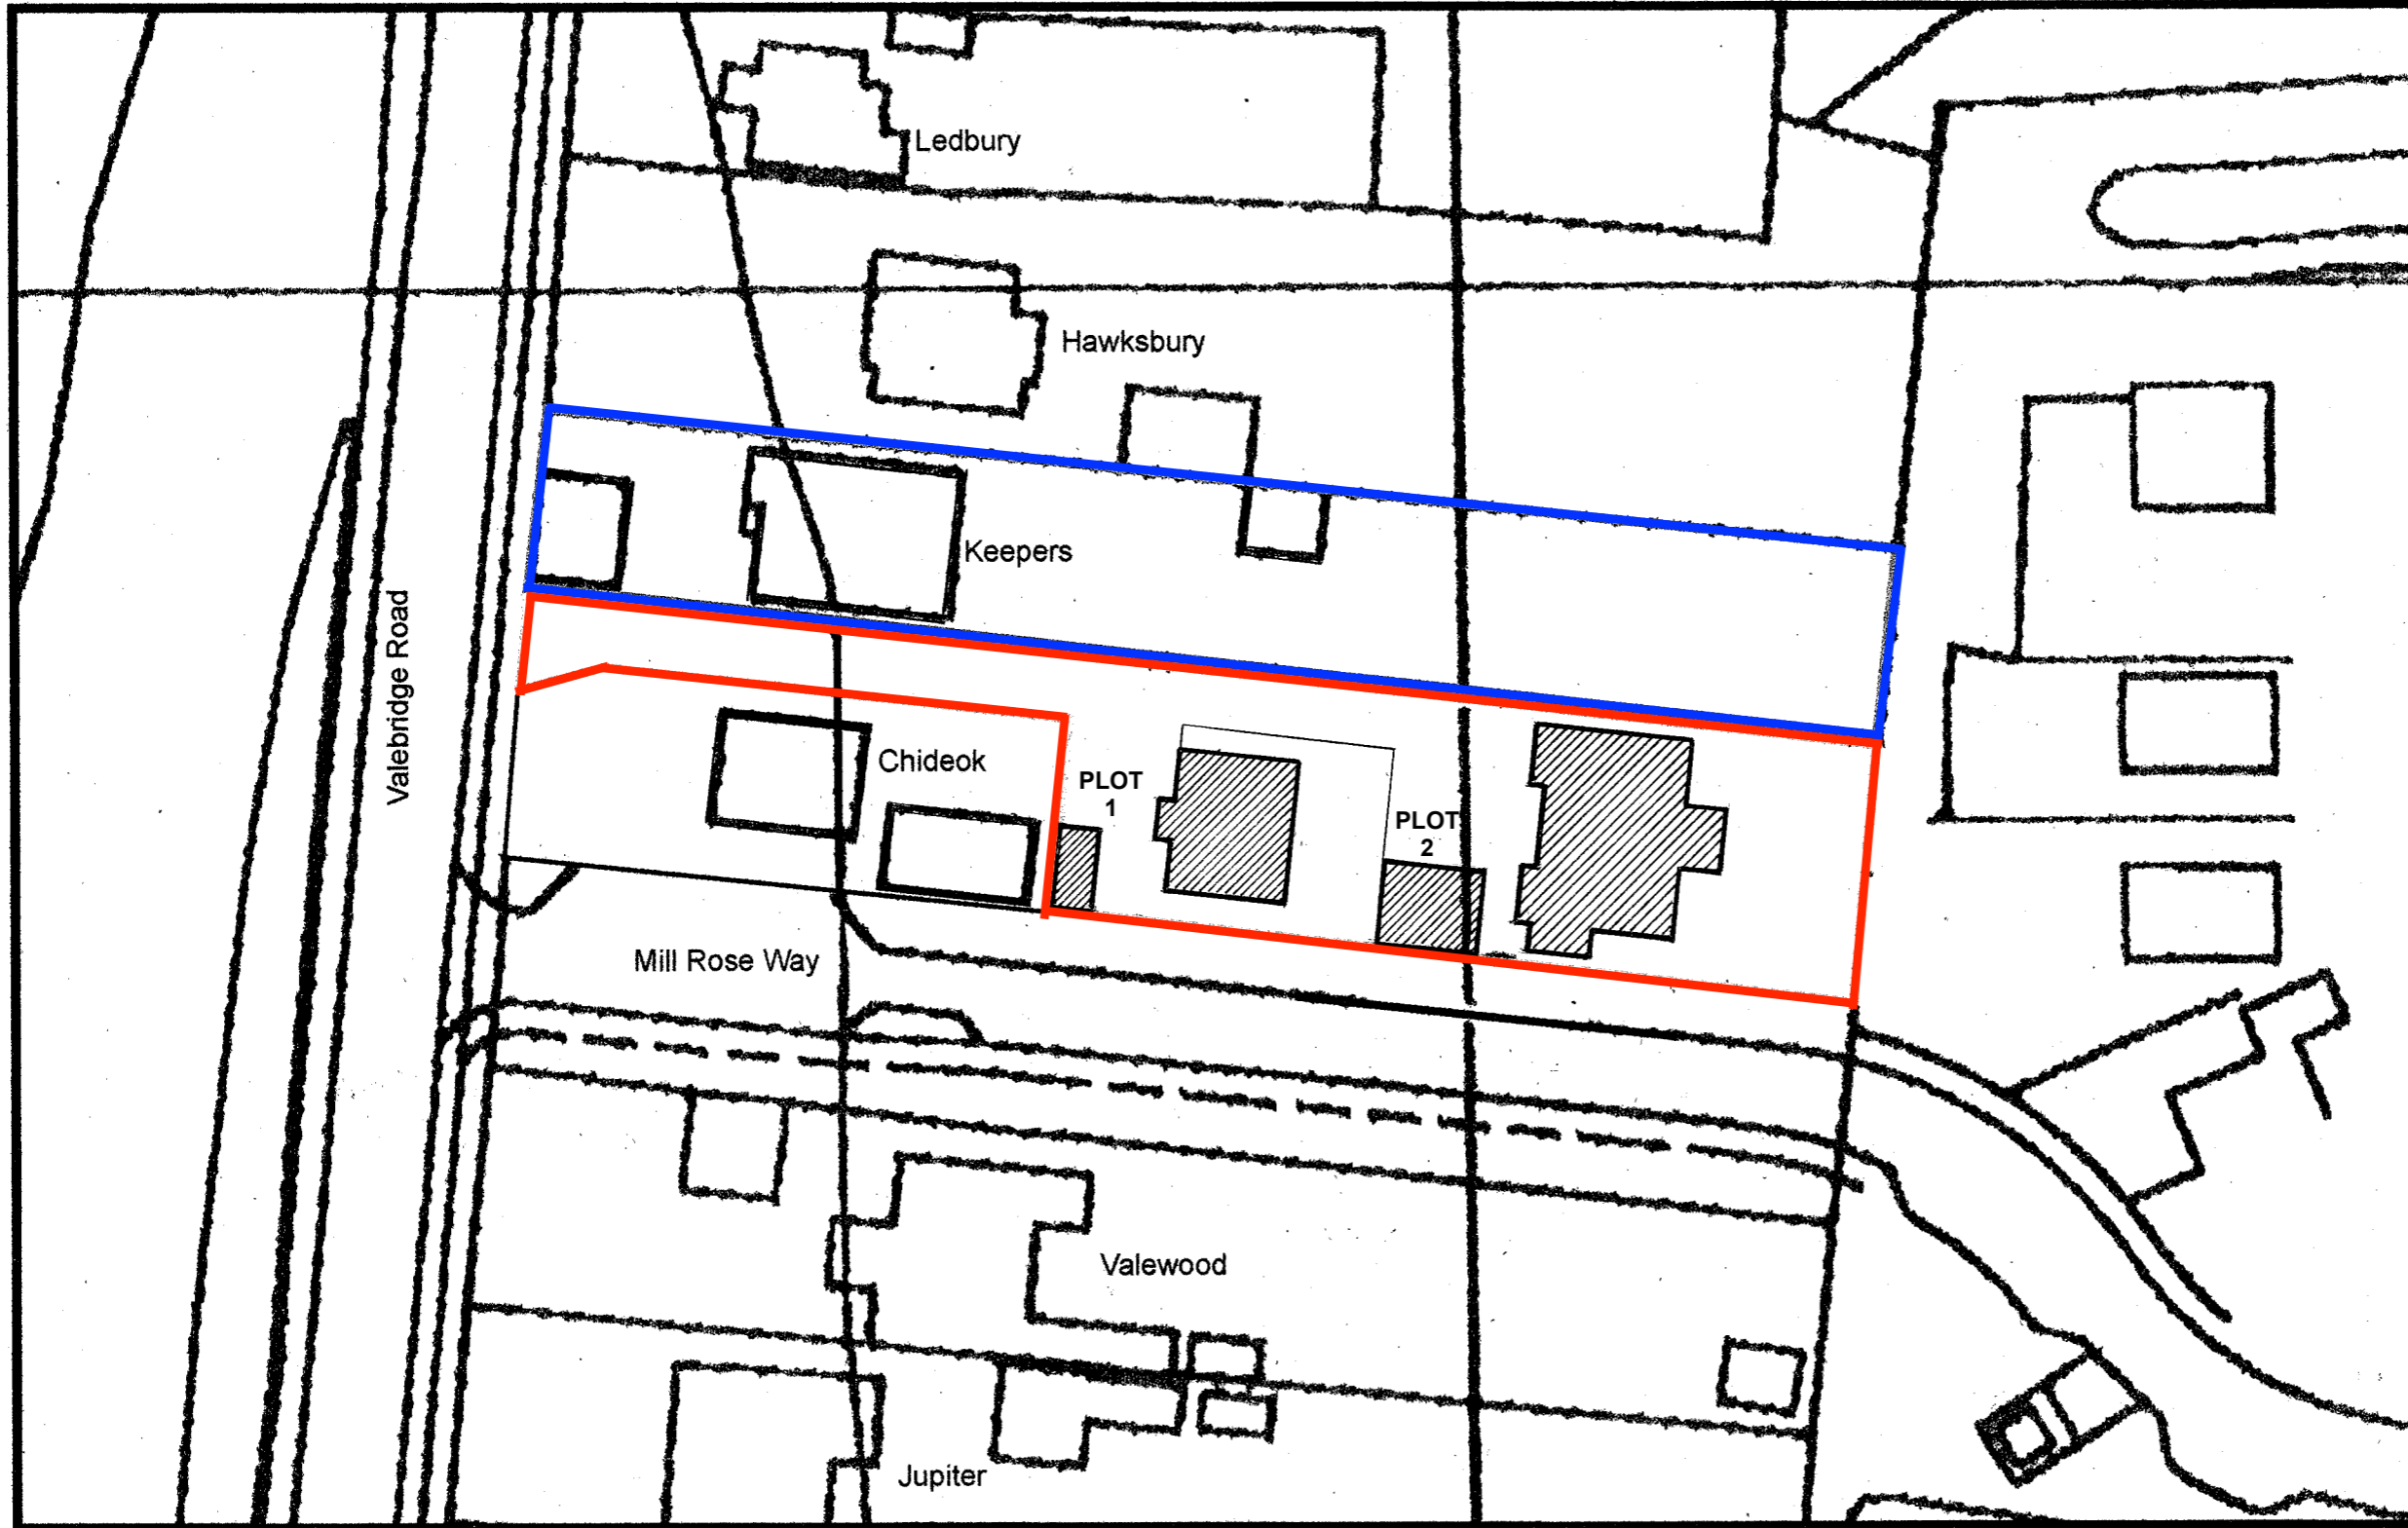 Ledbury
Hawksbury
Keepers
Valebridge Road
Chideok
PLOT
1
PLOT
2
Mill Rose Way
Valewood
Jupiter